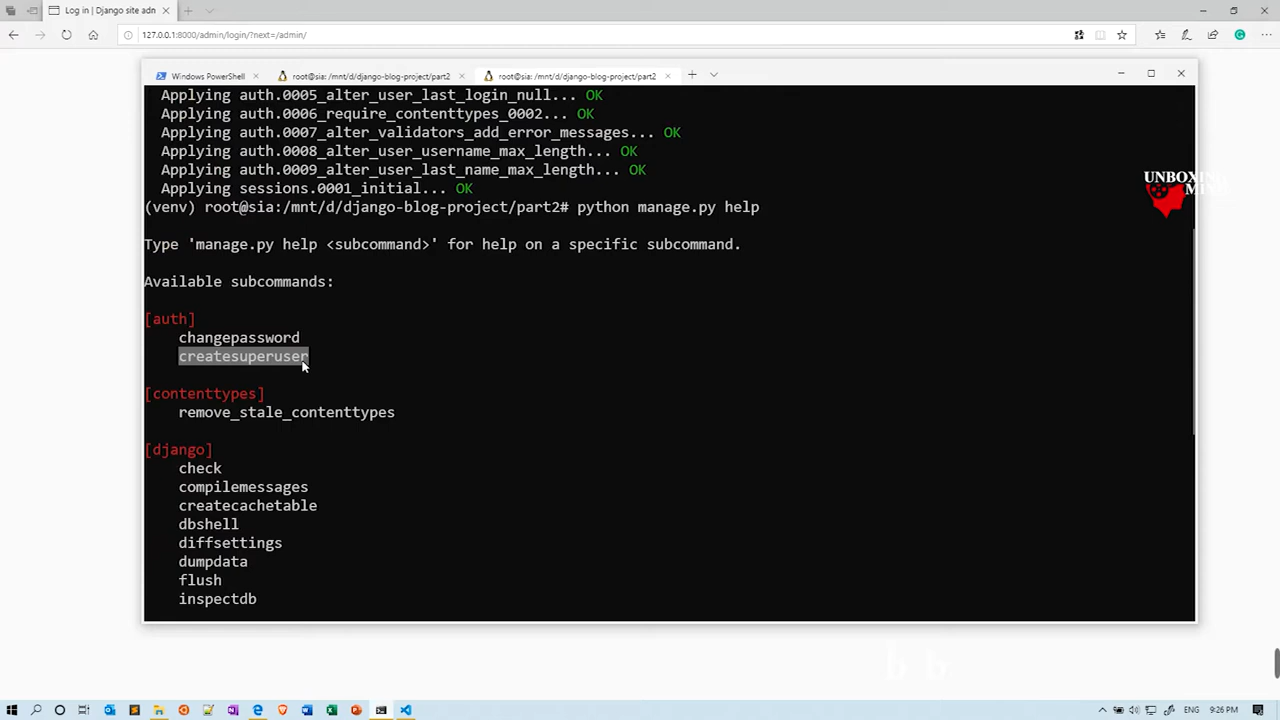 Log in | Django site adn
127.0.0.1:8000/admin/login/?next=/admin/
Windows PowerShell
root@sia: /mnt/d/django-blog-project/part2
root@sia: /mnt/d/django-blog-project/part2
Applying auth.0005_alter_user_last_login_null... OK
Applying auth.0006_require_contenttypes_0002... OK
Applying auth.0007_alter_validators_add_error_messages... OK
Applying auth.0008_alter_user_username_max_length... OK
Applying auth.0009_alter_user_last_name_max_length... OK
Applying sessions.0001_initial... OK
(venv) root@sia:/mnt/d/django-blog-project/part2# python manage.py help
Type 'manage.py help <subcommand>' for help on a specific subcommand.
Available subcommands:
[auth]
changepassword
createsuperuser
[contenttypes]
remove_stale_contenttypes
[django]
check
compilemessages
createcachetable
dbshell
diffsettings
dumpdata
flush
inspectdb
ENG
9:26 PM